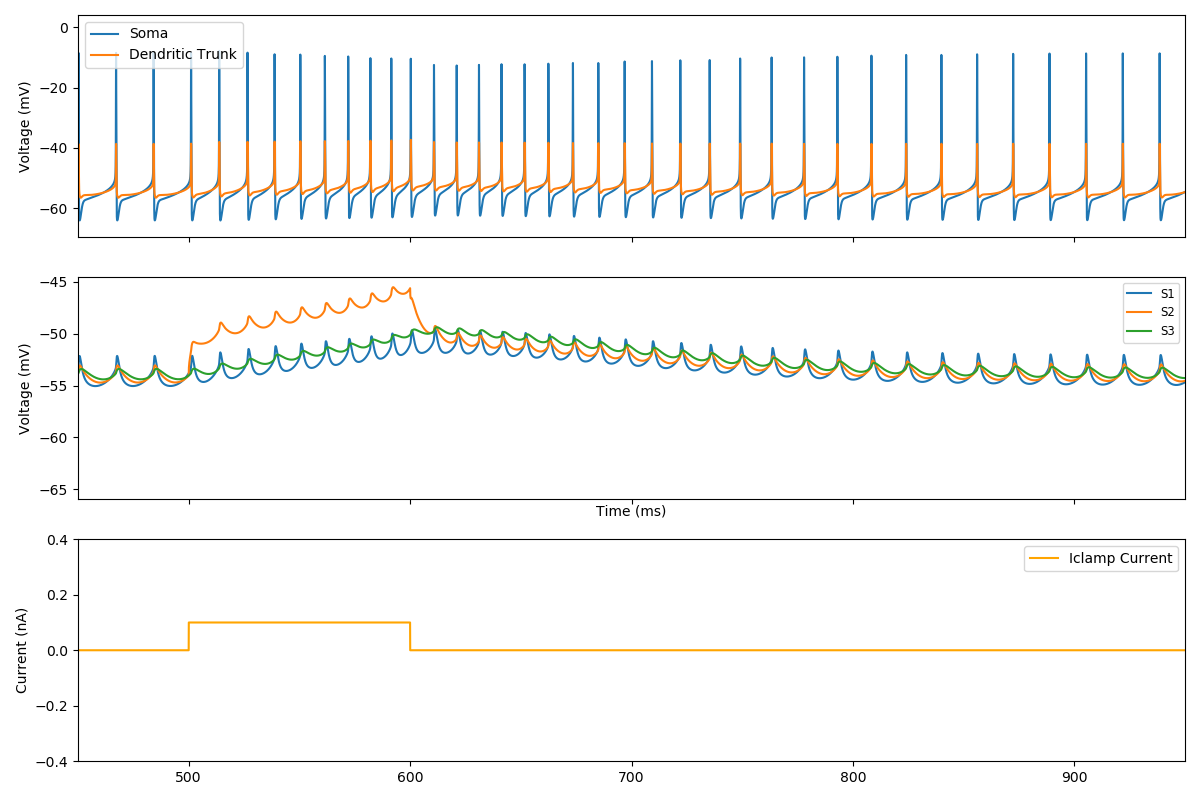 0
−20
−40
−60
Voltage (mV)
Soma
Dendritic Trunk
−45
−50
−55
−60
−65
Voltage (mV)
S1
S2
S3
Time (ms)
0.4
0.2
0.0
−0.2
−0.4
Current (nA)
Iclamp Current
500
600
700
800
900